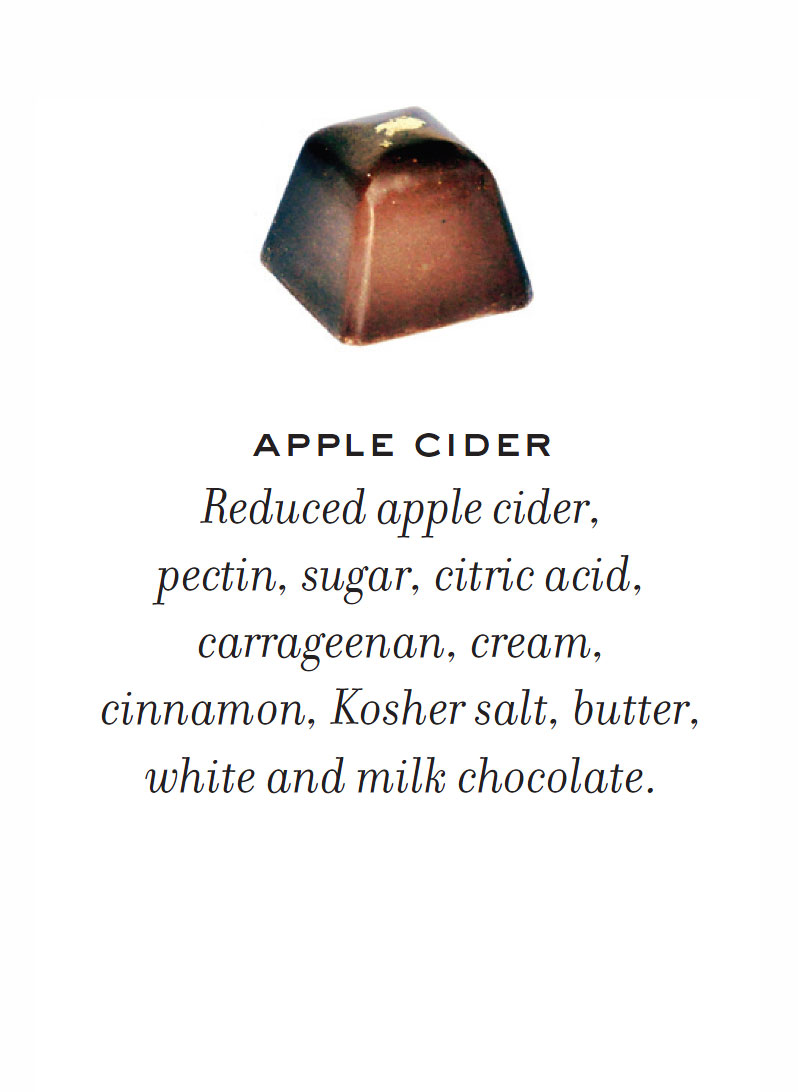 APPLE CIDER
Reduced apple cider,
pectin, sugar, citric acid,
carrageenan, cream,
cinnamon, Kosher salt, butter,
white and milk chocolate.